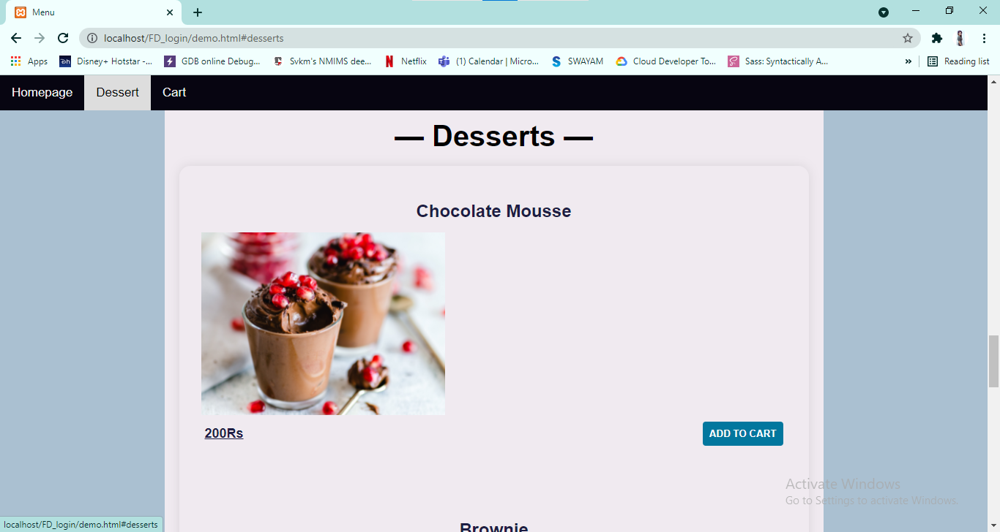 Menu
localhost/FD_login/demo.html#desserts
Apps Disney+ Hotstar -... GDB online Debug... Svkm's NMIMS dee... Netflix (1) Calendar | Micro... SWAYAM Cloud Developer To... Sass: Syntactically A... » Reading list
Homepage Dessert Cart
— Desserts —
Chocolate Mousse
200Rs ADD TO CART
Activate Windows
Go to Settings to activate Windows.
Brownie
localhost/FD_login/demo.html#desserts